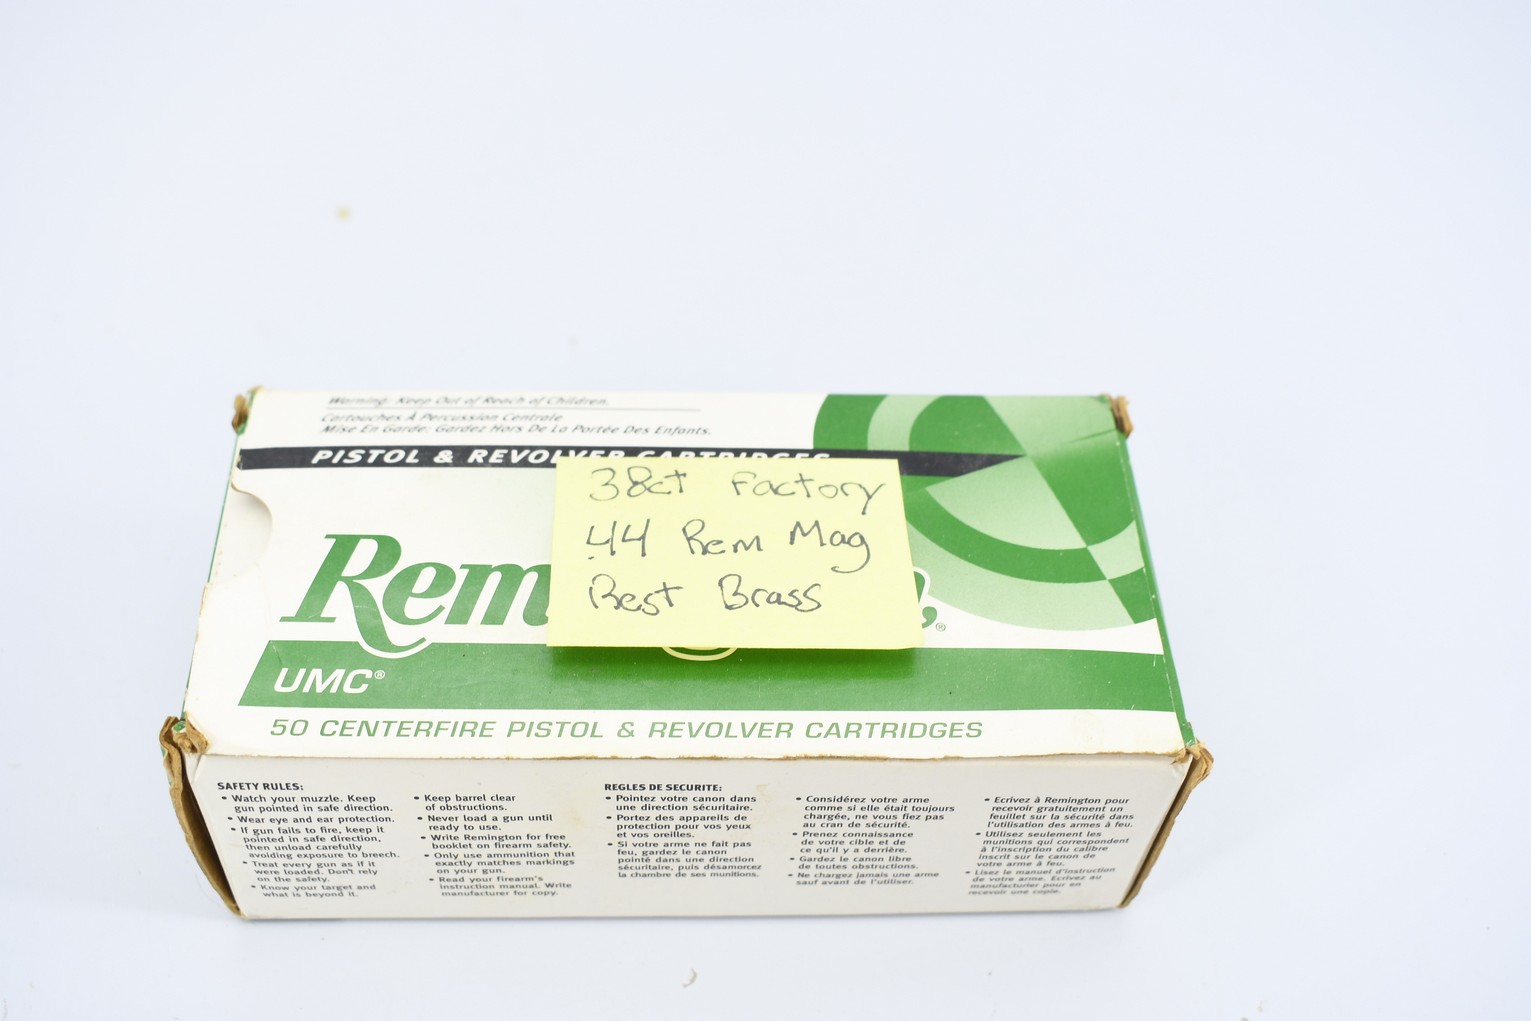 Warning: Keep Out of Reach of Children.
Cartouches À Percussion Centrale
Mise En Garde: Gardez Hors De La Portée Des Enfants.
PISTOL & REVOLVER CARTRIDGES
38ct Factory
.44 Rem Mag
Best Brass
Rem
UMC®
50 CENTERFIRE PISTOL & REVOLVER CARTRIDGES
SAFETY RULES:
• Watch your muzzle. Keep
gun pointed in safe direction.
• Wear eye and ear protection.
• If gun fails to fire, keep it
pointed in safe direction,
then unload carefully
avoiding exposure to breech.
• Treat every gun as if it
were loaded. Don't rely
on the safety.
• Know your target and
what is beyond it.
• Keep barrel clear
of obstructions.
• Never load a gun until
ready to use.
• Write Remington for free
booklet on firearm safety.
• Only use ammunition that
exactly matches markings
on your gun.
• Read your firearm's
instruction manual. Write
manufacturer for copy.
REGLES DE SECURITE:
• Pointez votre canon dans
une direction sécuritaire.
• Portez des appareils de
protection pour vos yeux
et vos oreilles.
• Si votre arme ne fait pas
feu, gardez le canon
pointé dans une direction
sécuritaire, puis désamorcez
la chambre de ses munitions.
• Considérez votre arme
comme si elle était toujours
chargée, ne vous fiez pas
au cran de sécurité.
• Prenez connaissance
de votre cible et de
ce qu'il y a derrière.
• Gardez le canon libre
de toutes obstructions.
• Ne chargez jamais une arme
sauf avant de l'utiliser.
• Ecrivez à Remington pour
recevoir gratuitement un
feuillet sur la sécurité dans
l'utilisation des armes à feu.
• Utilisez seulement les
munitions qui correspondent
à l'inscription du calibre
inscrit sur le canon de
votre arme à feu.
• Lisez le manuel d'instruction
de votre arme. Ecrivez au
manufacturier pour en
recevoir une copie.